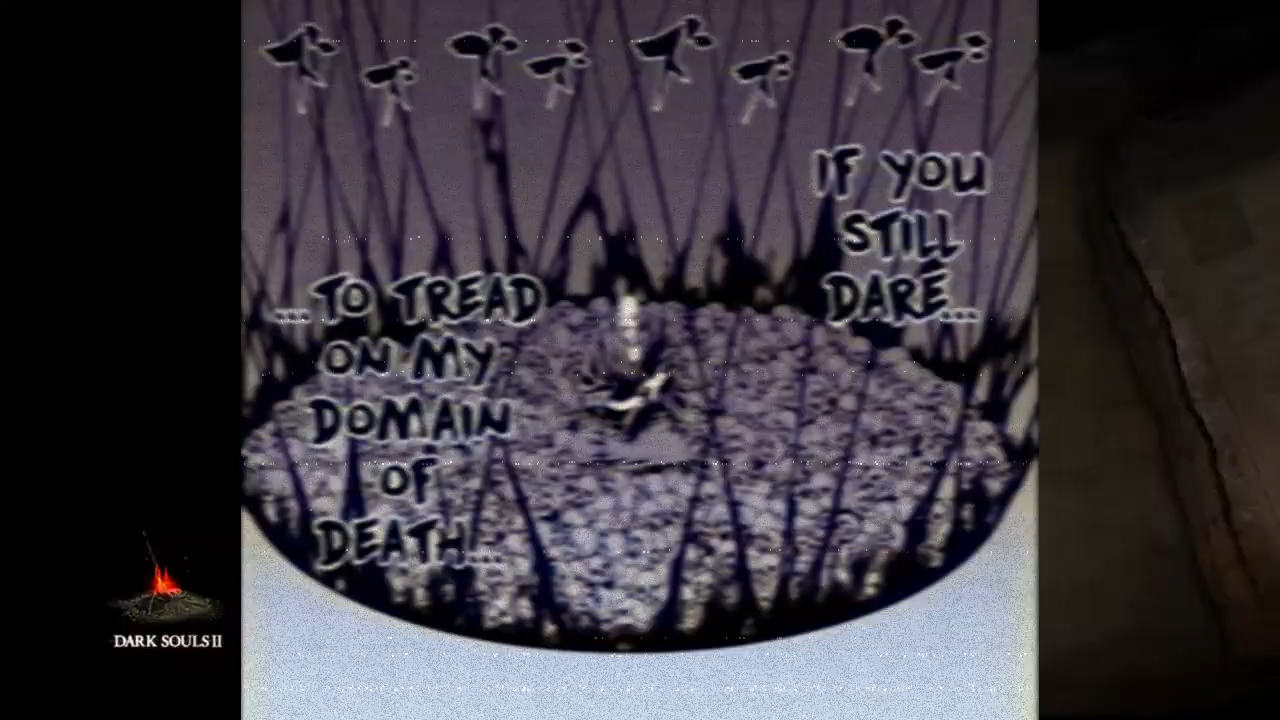 IF YOU
STILL
DARE...
...TO TREAD
ON MY
DOMAIN
OF
DEATH...
DARK SOULS II